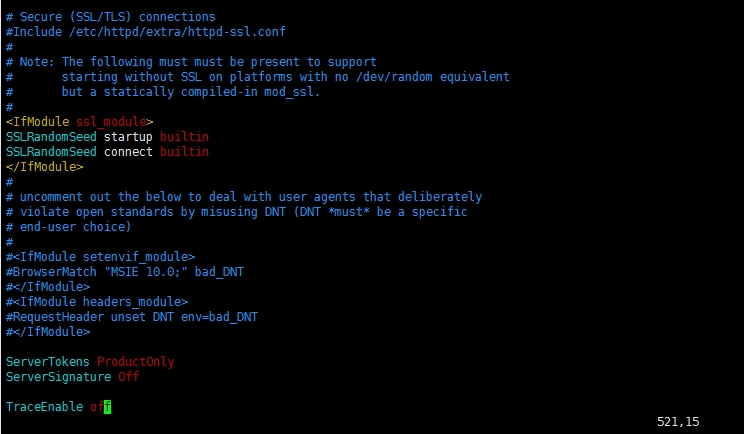 # Secure (SSL/TLS) connections
#Include /etc/httpd/extra/httpd-ssl.conf
#
# Note: The following must must be present to support
#       starting without SSL on platforms with no /dev/random equivalent
#       but a statically compiled-in mod_ssl.
#
<IfModule ssl_module>
SSLRandomSeed startup builtin
SSLRandomSeed connect builtin
</IfModule>
#
# uncomment out the below to deal with user agents that deliberately
# violate open standards by misusing DNT (DNT *must* be a specific
# end-user choice)
#
#<IfModule setenvif_module>
#BrowserMatch "MSIE 10.0;" bad_DNT
#</IfModule>
#<IfModule headers_module>
#RequestHeader unset DNT env=bad_DNT
#</IfModule>

ServerTokens ProductOnly
ServerSignature Off

TraceEnable off
521,15